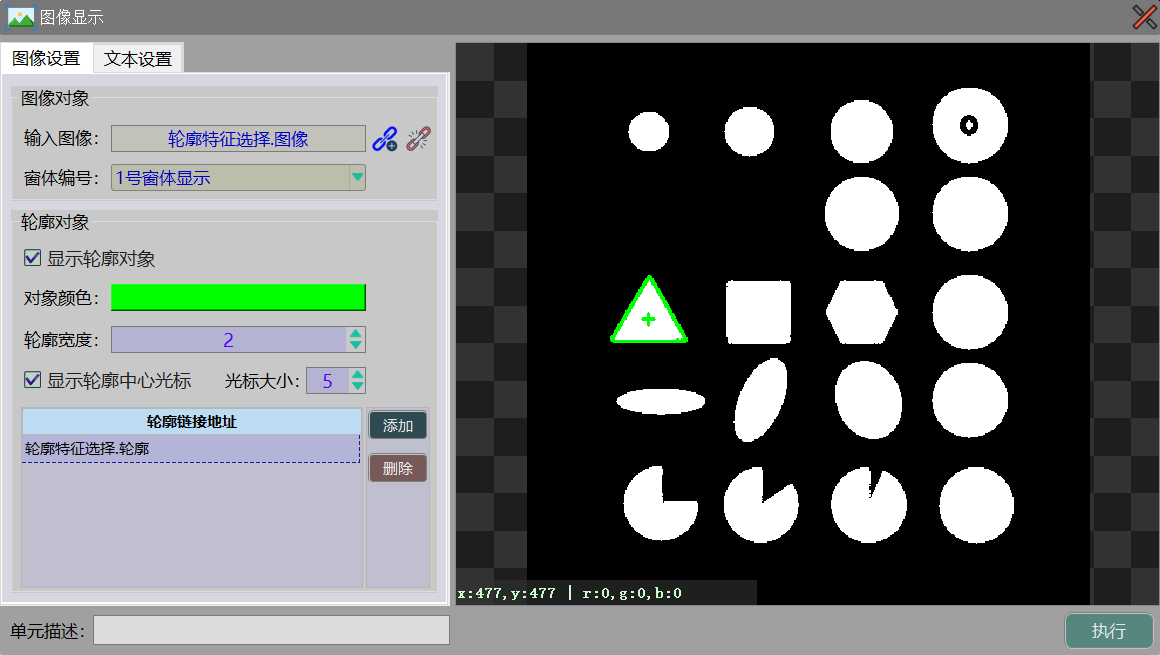 图像显示
图像设置 文本设置
图像对象
输入图像: 轮廓特征选择.图像
窗体编号: 1号窗体显示
轮廓对象
显示轮廓对象
对象颜色:
轮廓宽度: 2
显示轮廓中心光标 光标大小: 5
轮廓链接地址
轮廓特征选择.轮廓
添加
删除
x:477,y:477 | r:0,g:0,b:0
单元描述:
执行